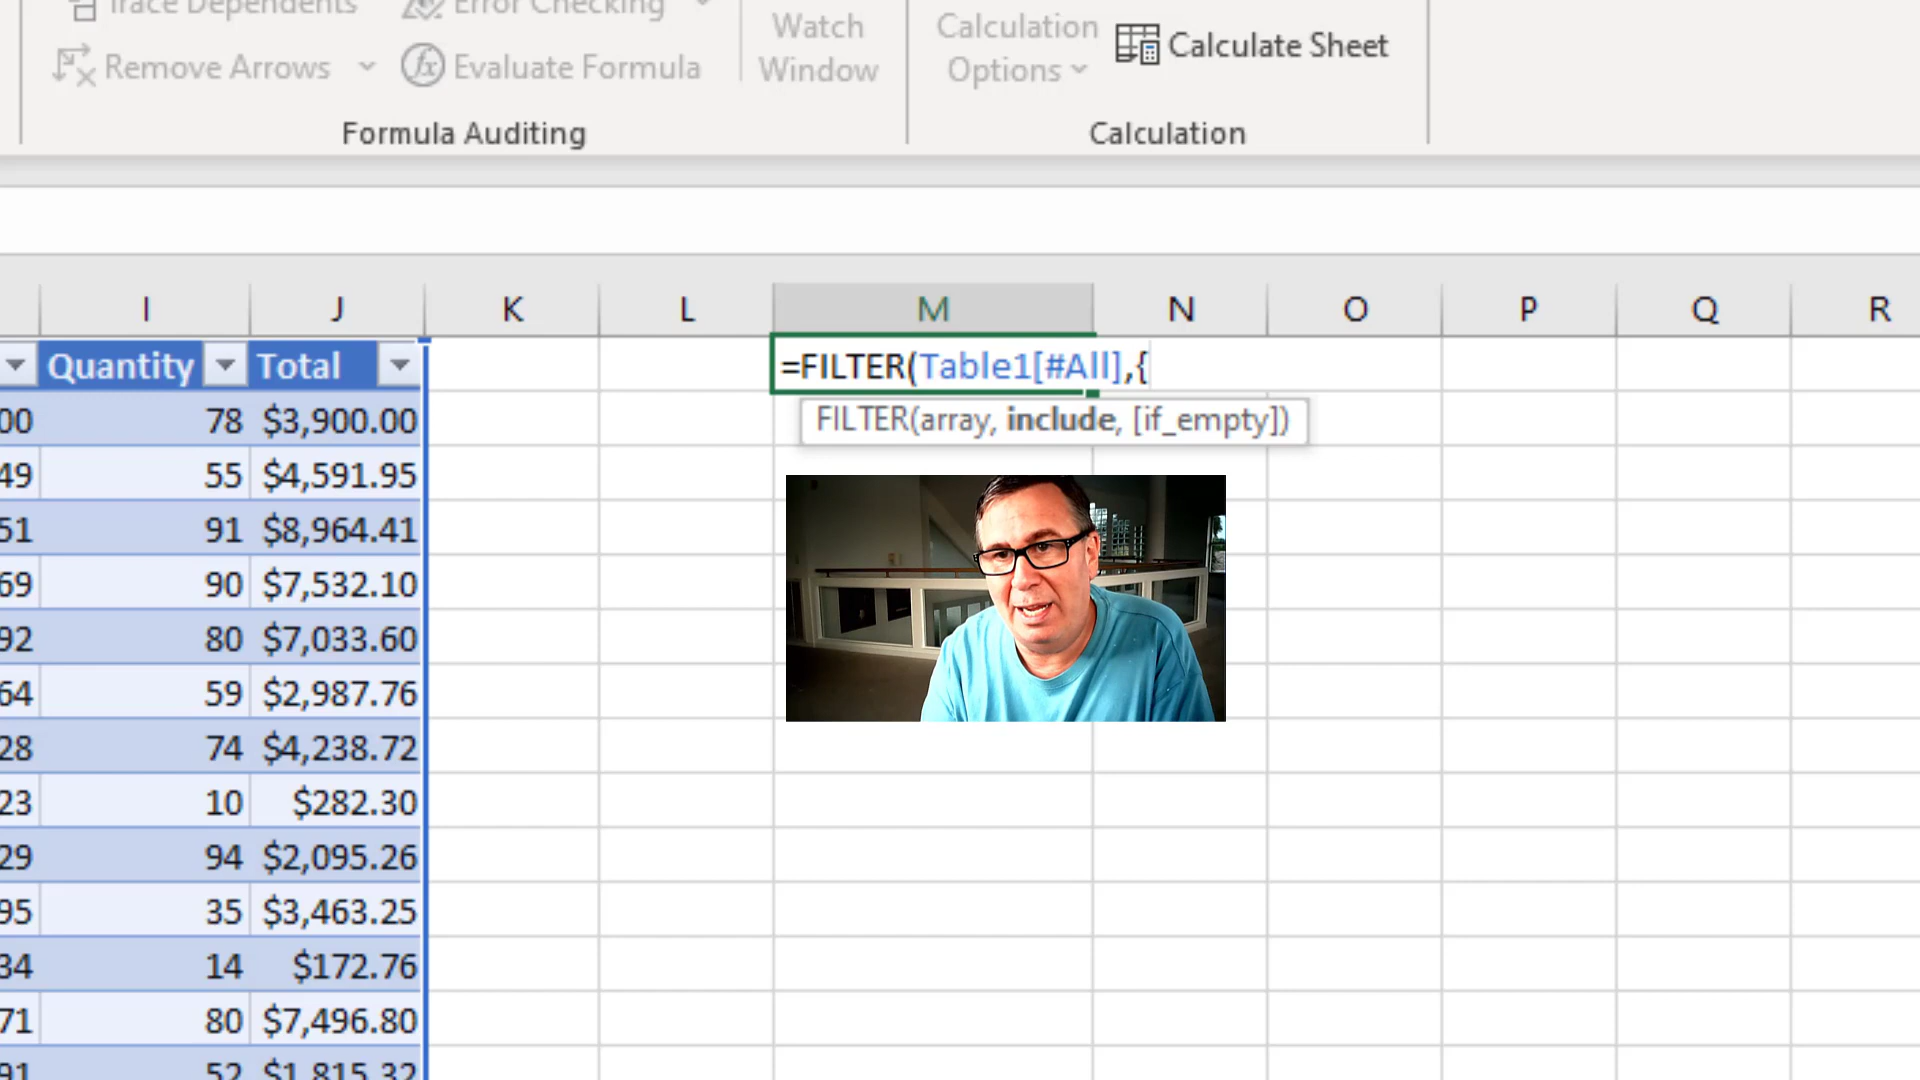 Trace Dependents
Error Checking
Remove Arrows
Evaluate Formula
Watch Window
Calculation Options
Calculate Sheet
Formula Auditing
Calculation
I J K L M N O P Q R
Quantity Total
=FILTER(Table1[#All],{
FILTER(array, include, [if_empty])
00 78 $3,900.00
49 55 $4,591.95
51 91 $8,964.41
69 90 $7,532.10
92 80 $7,033.60
64 59 $2,987.76
28 74 $4,238.72
23 10 $282.30
29 94 $2,095.26
95 35 $3,463.25
34 14 $172.76
71 80 $7,496.80
91 52 $1,815.32